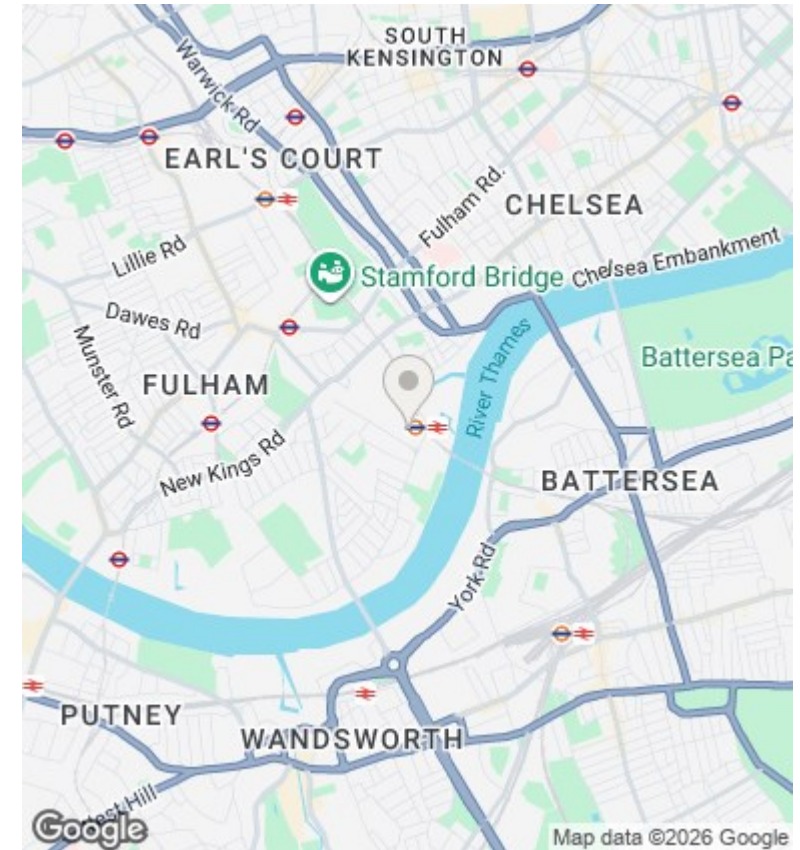 SOUTH
KENSINGTON
Warwick Rd
EARL'S COURT
CHELSEA
Fulham Rd.
Lillie Rd
Chelsea Embankment
Stamford Bridge
Dawes Rd
River Thames
Munster Rd
Battersea Pa
FULHAM
New Kings Rd
BATTERSEA
York Rd
PUTNEY
WANDSWORTH
Hill
Google
Map data ©2026 Google